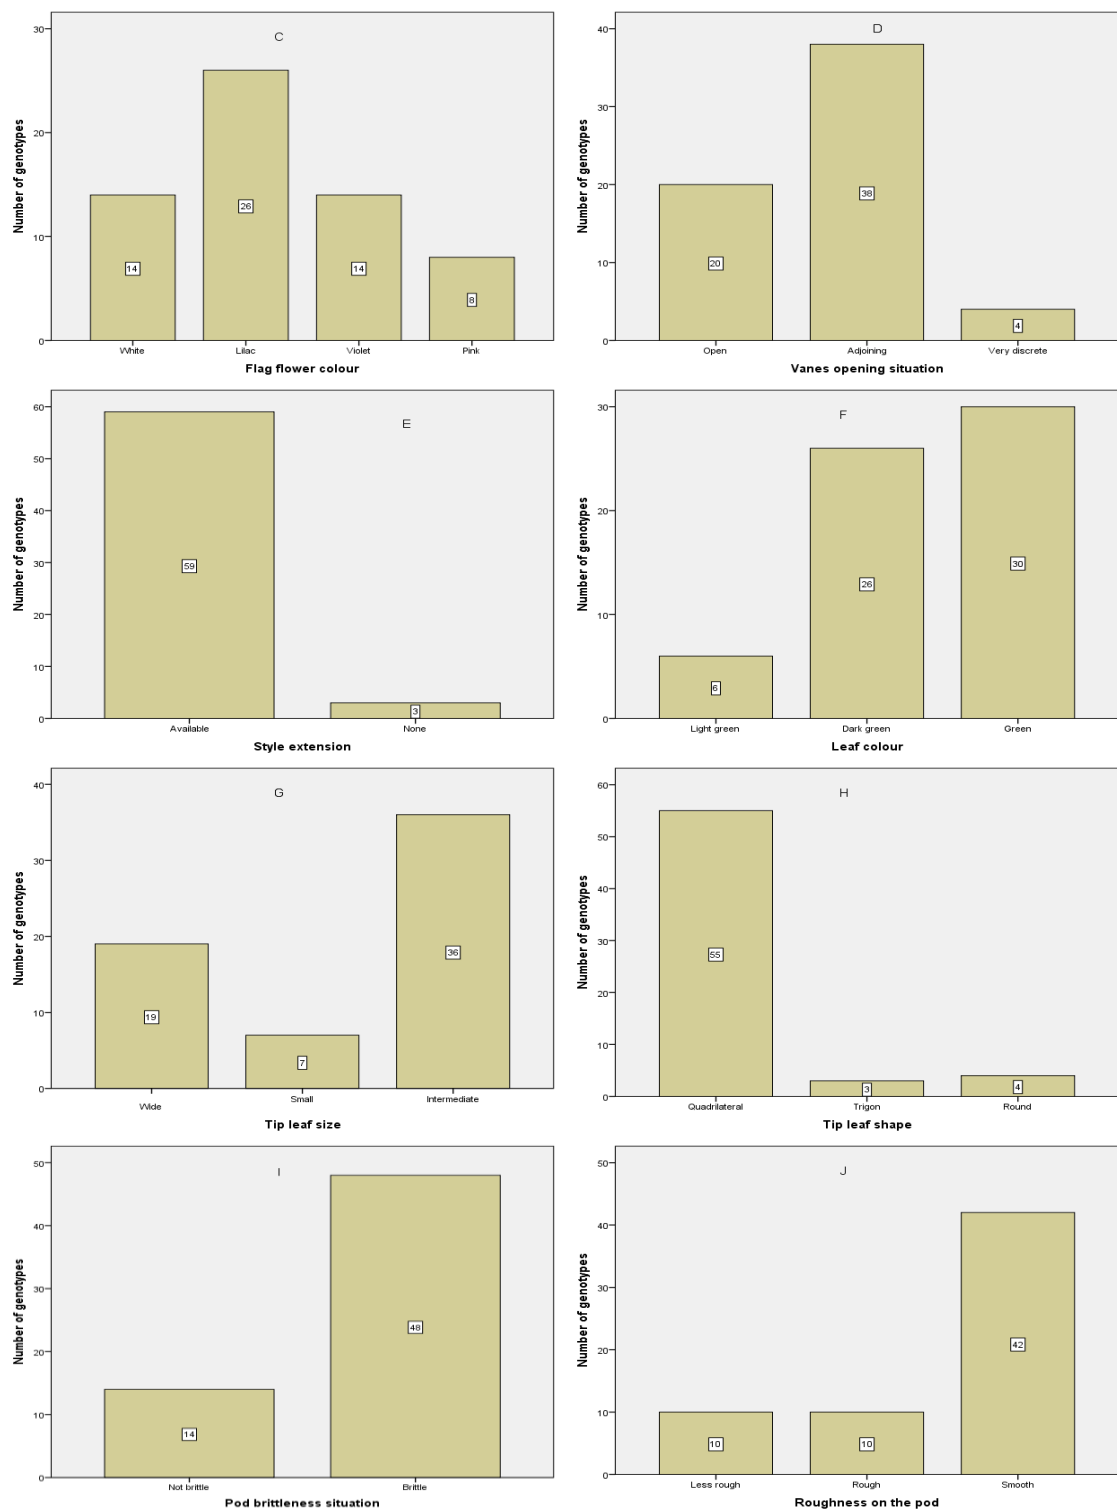 C
Number of genotypes
30
20
10
0
14
26
14
8
White Lilac Violet Pink
Flag flower colour
D
Number of genotypes
40
30
20
10
0
20
38
4
Open Adjoining Very discrete
Vanes opening situation
E
Number of genotypes
60
50
40
30
20
10
0
59
3
Available None
Style extension
F
Number of genotypes
30
20
10
0
6
26
30
Light green Dark green Green
Leaf colour
G
Number of genotypes
40
30
20
10
0
19
7
36
Wide Small Intermediate
Tip leaf size
H
Number of genotypes
60
50
40
30
20
10
0
55
3
4
Quadrilateral Trigon Round
Tip leaf shape
I
Number of genotypes
50
40
30
20
10
0
14
48
Not brittle Brittle
Pod brittleness situation
J
Number of genotypes
50
40
30
20
10
0
10
10
42
Less rough Rough Smooth
Roughness on the pod